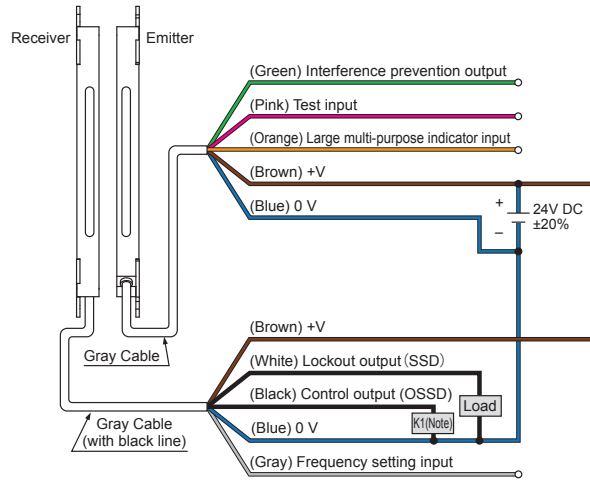 Receiver
Emitter
(Green) Interference prevention output
(Pink) Test input
(Orange) Large multi-purpose indicator input
(Brown) +V
(Blue) 0 V
+
–
24V DC
±20%
Gray Cable
(Brown) +V
(White) Lockout output (SSD)
(Black) Control output (OSSD)
Load
K1(Note)
(Blue) 0 V
(Gray) Frequency setting input
Gray Cable
(with black line)